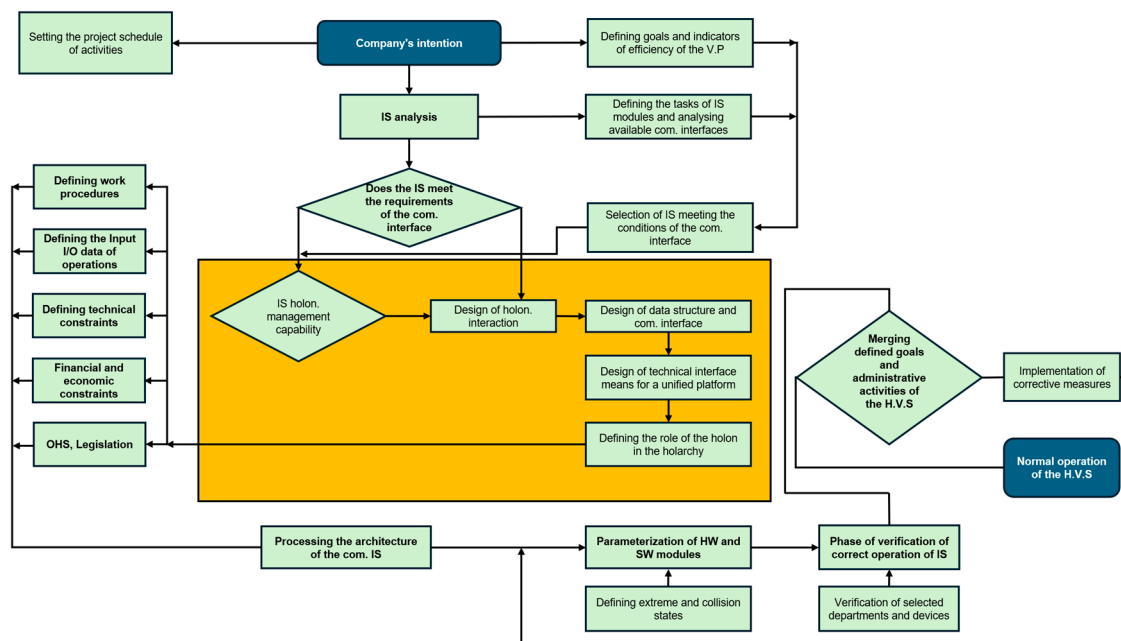 Setting the project schedule
of activities
Company's intention
Defining goals and indicators
of efficiency of the V.P
IS analysis
Defining the tasks of IS
modules and analysing
available com. interfaces
Defining work
procedures
Does the IS meet
the requirements
of the com.
interface
Selection of IS meeting the
conditions of the com.
interface
Defining the Input
I/O data of
operations
IS holon.
management
capability
Design of holon.
interaction
Design of data structure and
com. interface
Defining technical
constraints
Merging
defined goals
and
administrative
activities of
the H.V.S
Implementation of
corrective measures
Financial and
economic
constraints
Design of technical interface
means for a unified platform
OHS, Legislation
Defining the role of the holon
in the holarchy
Normal operation
of the H.V.S
Processing the architecture
of the com. IS
Parameterization of HW and
SW modules
Phase of verification of
correct operation of IS
Defining extreme and collision
states
Verification of selected
departments and devices